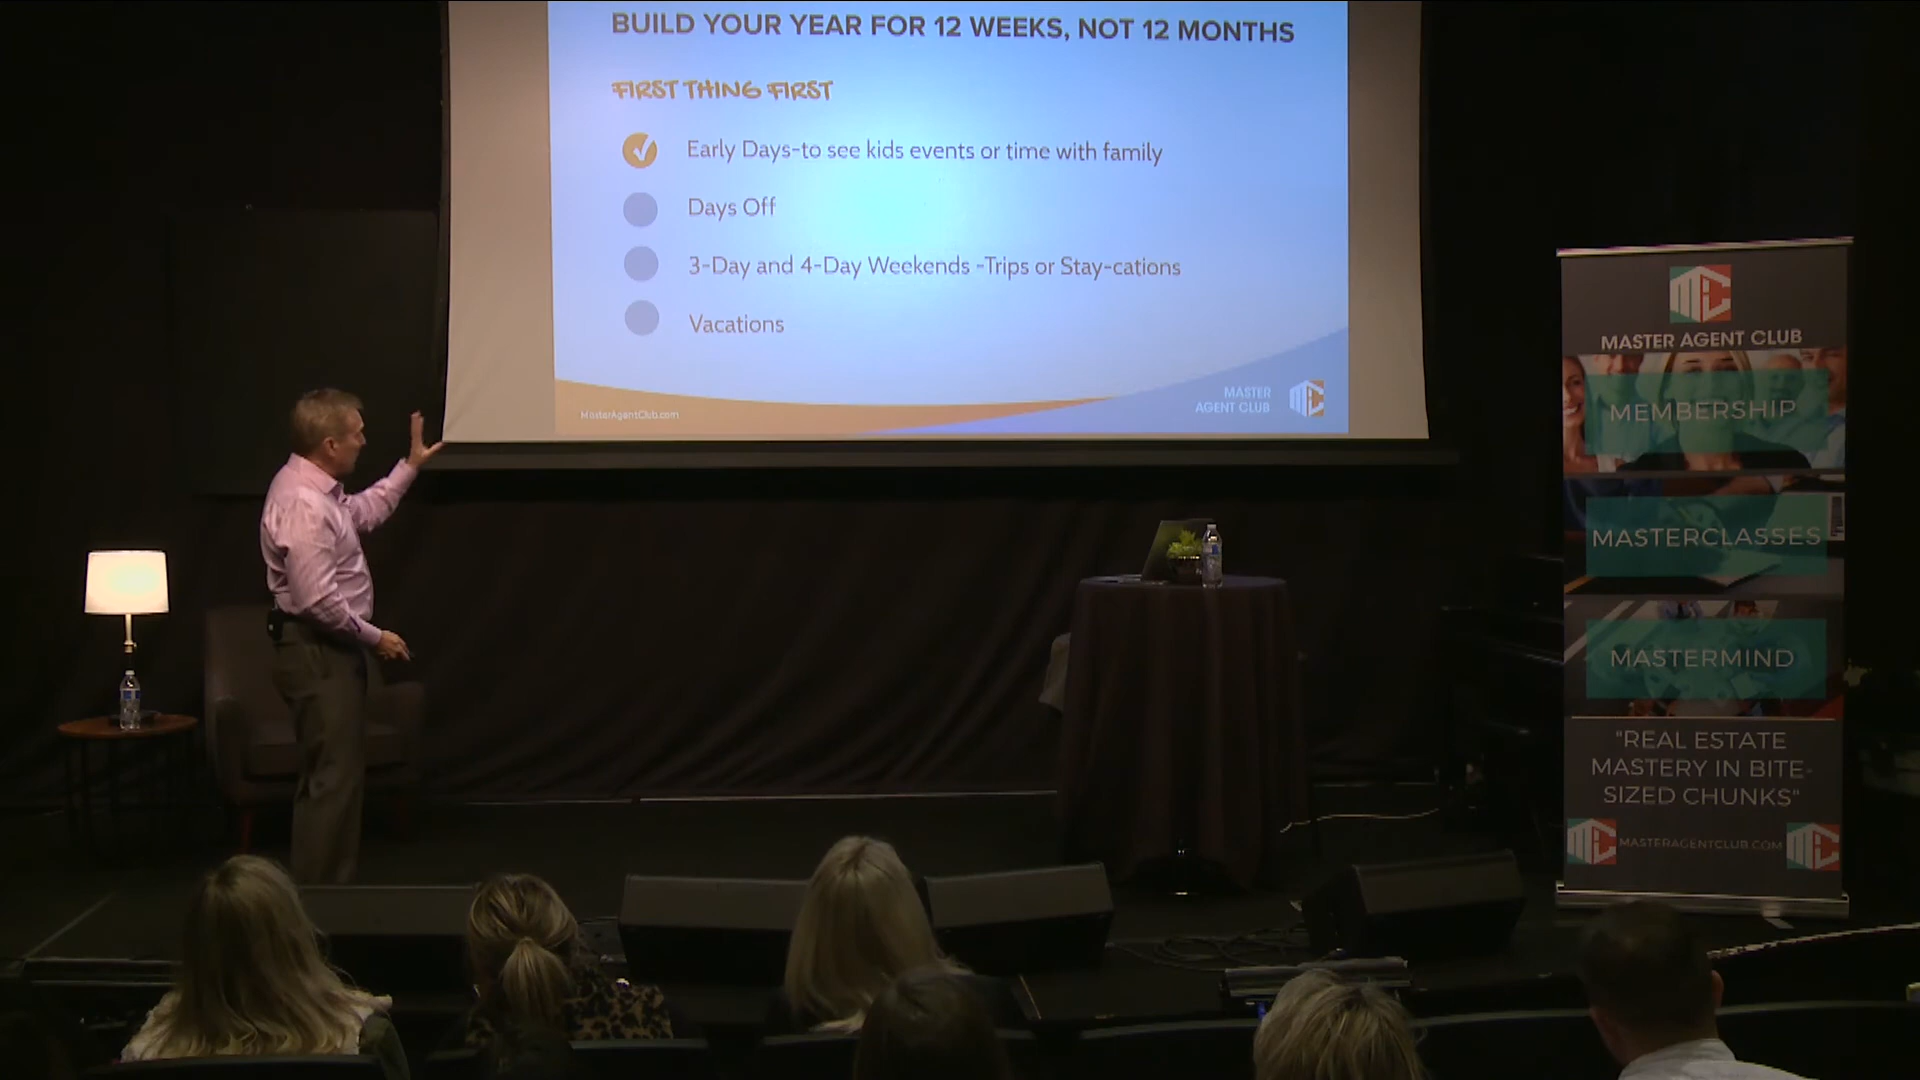 BUILD YOUR YEAR FOR 12 WEEKS, NOT 12 MONTHS
FIRST THING FIRST
Early Days-to see kids events or time with family
Days Off
3-Day and 4-Day Weekends -Trips or Stay-cations
Vacations
MasterAgentClub.com
MASTER
AGENT CLUB
MASTER AGENT CLUB
MEMBERSHIP
MASTERCLASSES
MASTERMIND
"REAL ESTATE
MASTERY IN BITE-
SIZED CHUNKS"
MASTERAGENTCLUB.COM